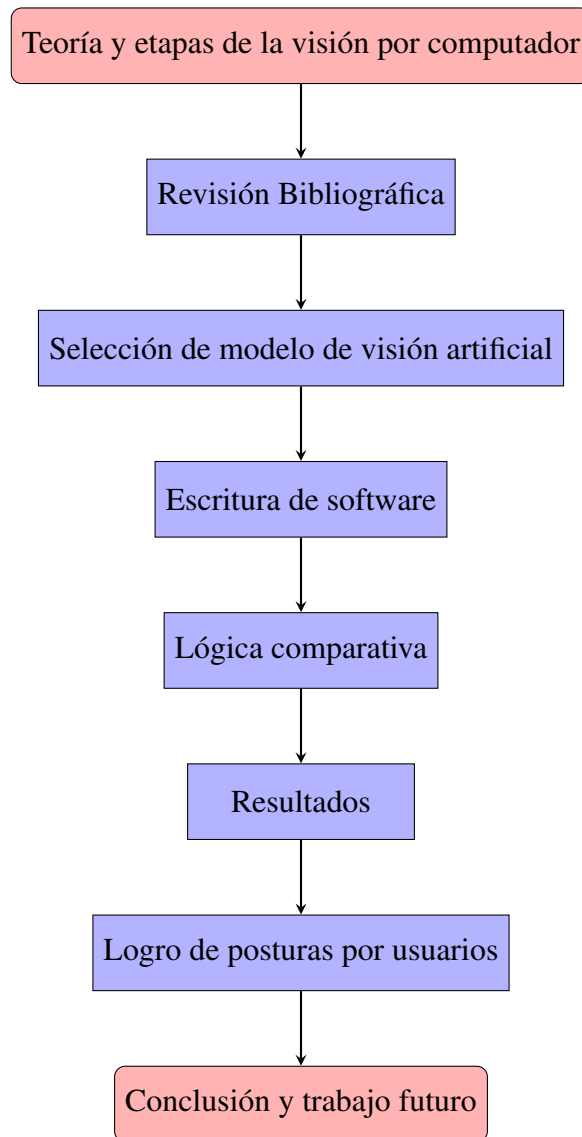 Teoría y etapas de la visión por computador
Revisión Bibliográfica
Selección de modelo de visión artificial
Escritura de software
Lógica comparativa
Resultados
Logro de posturas por usuarios
Conclusión y trabajo futuro